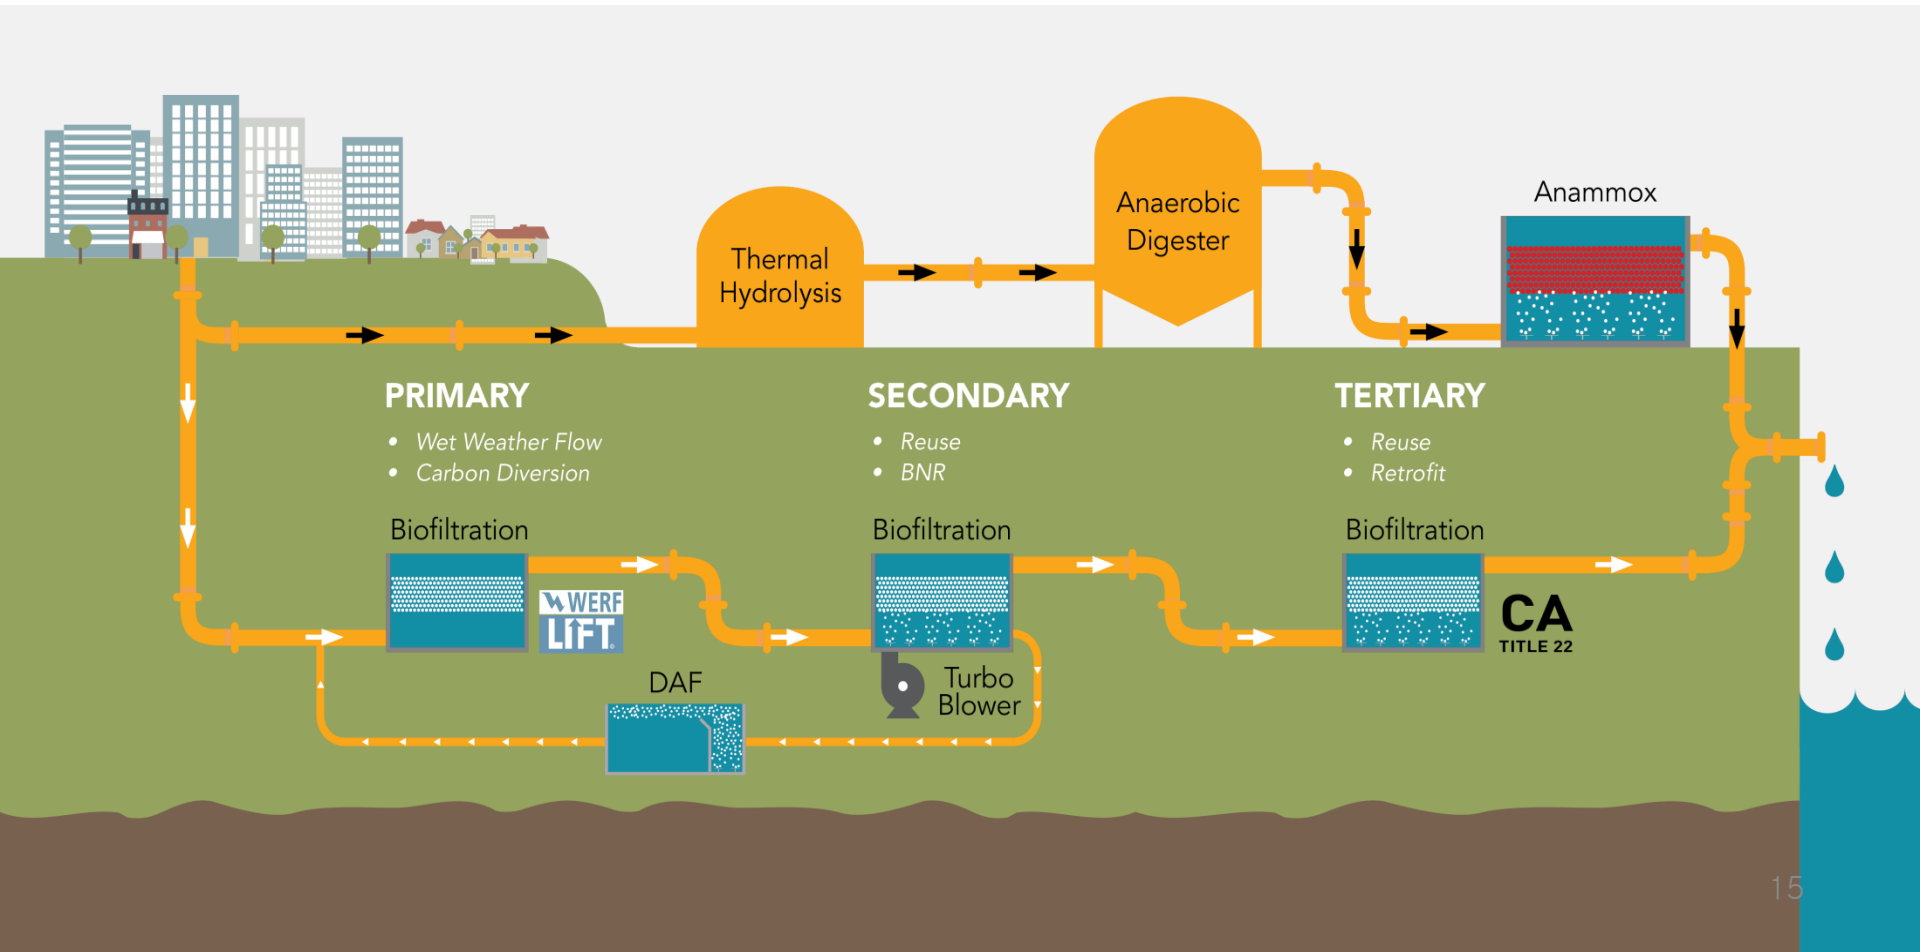 Thermal
Hydrolysis
Anaerobic
Digester
Anammox
PRIMARY
• Wet Weather Flow
• Carbon Diversion
SECONDARY
• Reuse
• BNR
TERTIARY
• Reuse
• Retrofit
Biofiltration
WERF
LIFT
Biofiltration
Turbo
Blower
Biofiltration
CA
TITLE 22
DAF
15